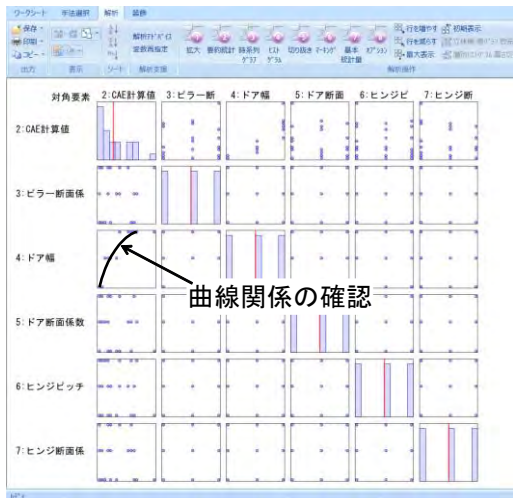 ワークシート 手法選択 解析 装飾
保存
印刷
コピー
解析アドバイス
変数再指定
拡大 要約統計 時系列グラフ ヒストグラム 切り抜き マーキング 基本統計量 オプション
行を増やす 初期表示
行を減らす
最大表示
出力 表示 ソート 解析支援 解析操作
対角要素 2:CAE計算値 3:ピラー断 4:ドア幅 5:ドア断面 6:ヒンジピ 7:ヒンジ断
2:CAE計算値
3:ピラー断面係
4:ドア幅
曲線関係の確認
5:ドア断面係数
6:ヒンジピッチ
7:ヒンジ断面係